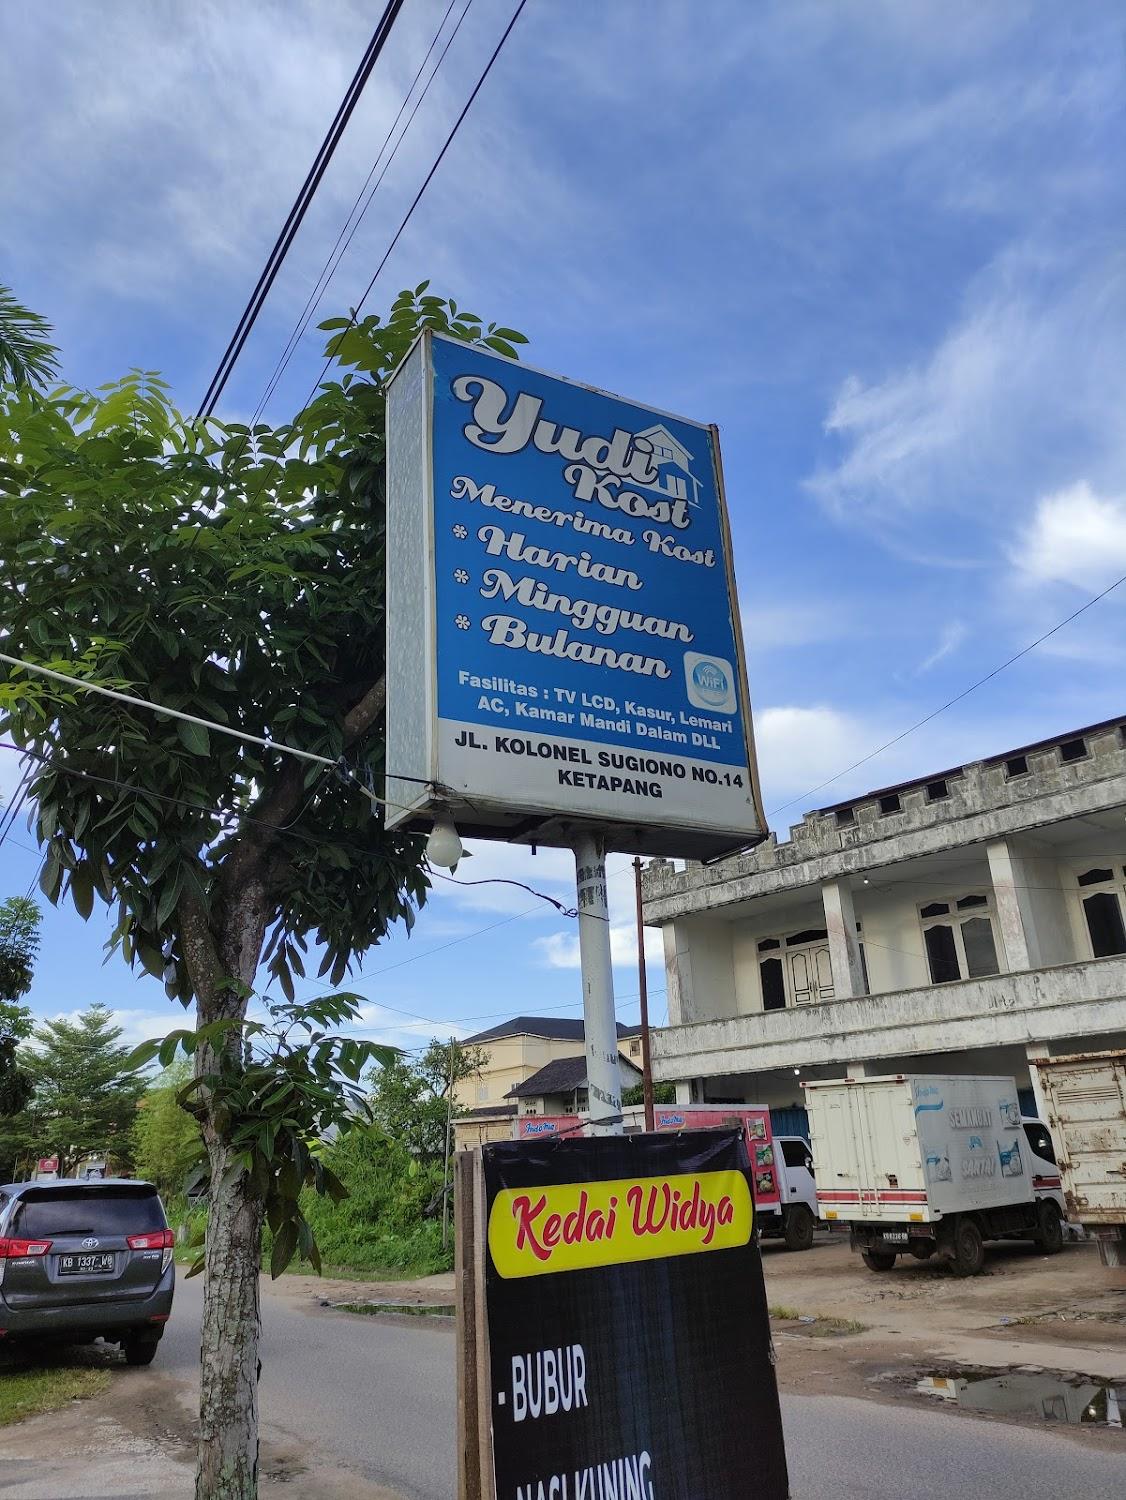 Yudi
Kost
Menerima Kost
* Harian
* Mingguan
* Bulanan
WiFi
Fasilitas : TV LCD, Kasur, Lemari
AC, Kamar Mandi Dalam DLL
JL. KOLONEL SUGIONO NO.14
KETAPANG
Kedai Widya
- BUBUR
- NASI KUNING
KB 1337 W
SEMANAT
SANTAI